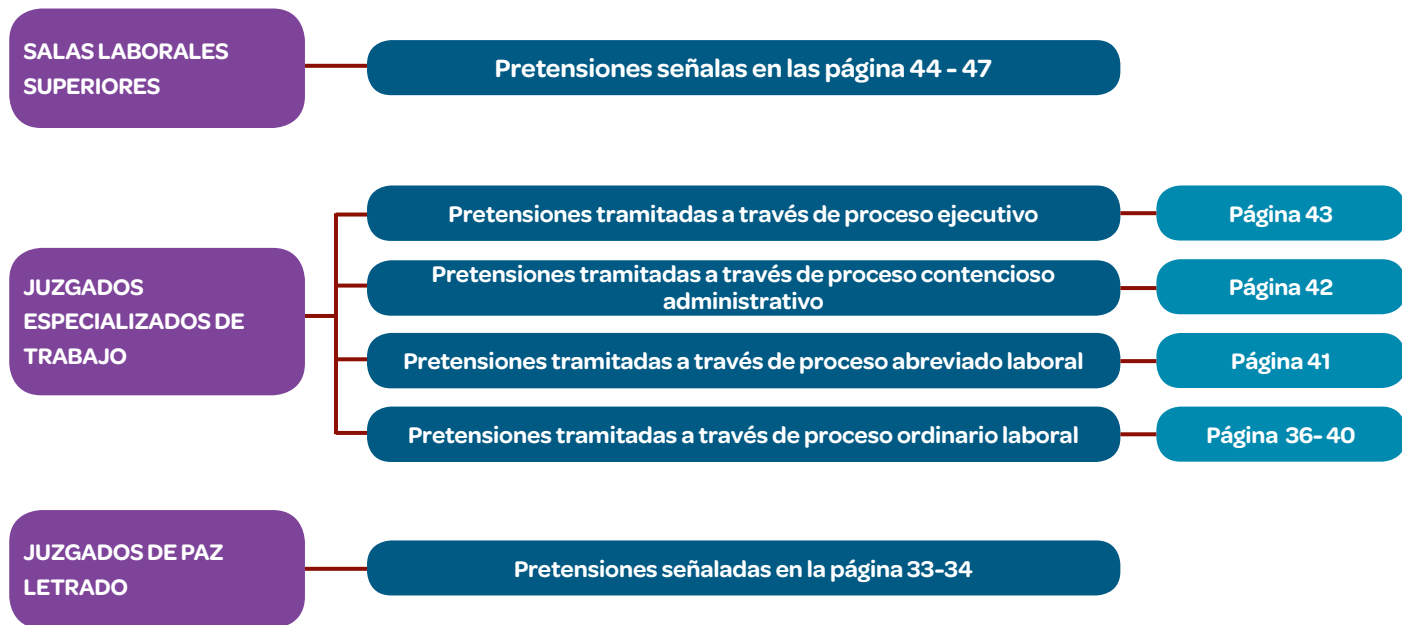 SALAS LABORALES
SUPERIORES
Pretensiones señalas en las página 44 - 47
JUZGADOS
ESPECIALIZADOS DE
TRABAJO
Pretensiones tramitadas a través de proceso ejecutivo
Página 43
Pretensiones tramitadas a través de proceso contencioso
administrativo
Página 42
Pretensiones tramitadas a través de proceso abreviado laboral
Página 41
Pretensiones tramitadas a través de proceso ordinario laboral
Página 36- 40
JUZGADOS DE PAZ
LETRADO
Pretensiones señaladas en la página 33-34